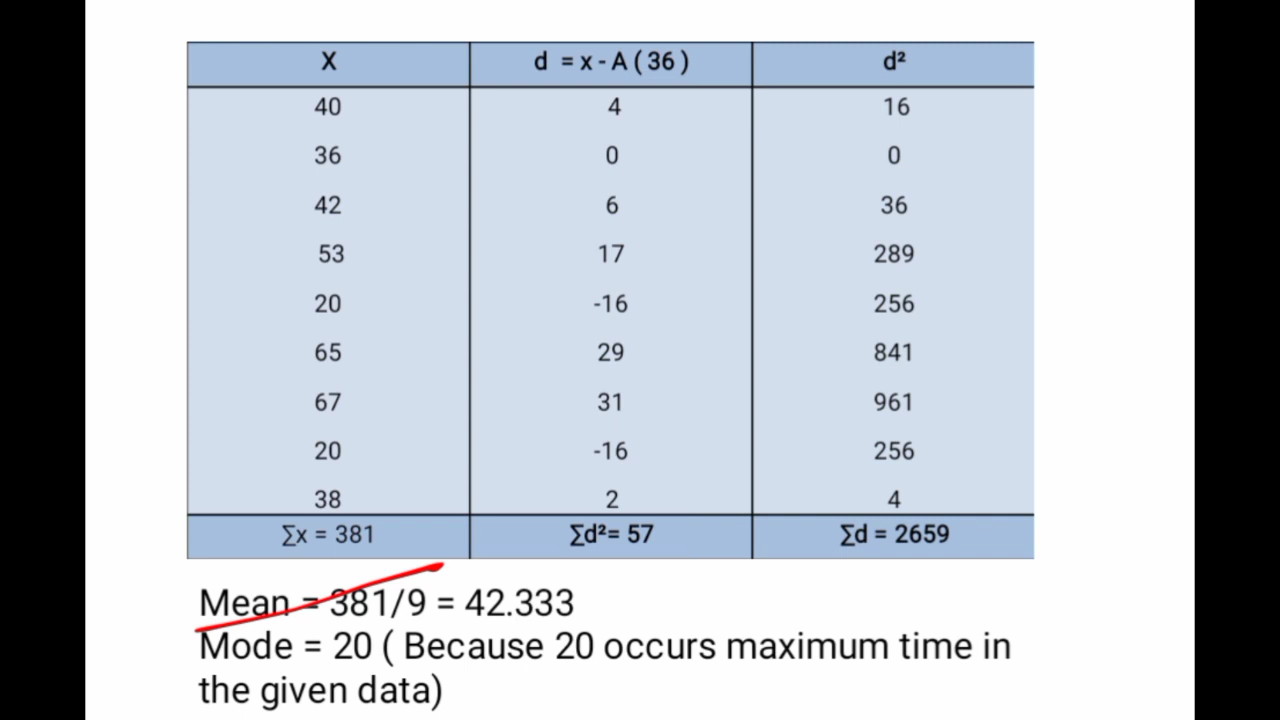 X d = x - A ( 36 ) d²
40 4 16
36 0 0
42 6 36
53 17 289
20 -16 256
65 29 841
67 31 961
20 -16 256
38 2 4
∑x = 381 ∑d²= 57 ∑d = 2659
Mean = 381/9 = 42.333
Mode = 20 ( Because 20 occurs maximum time in
the given data)